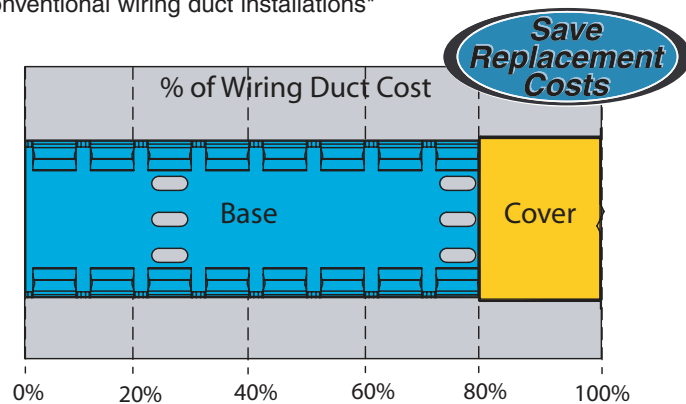 onventional wiring duct installations*
Save
Replacement
Costs
% of Wiring Duct Cost
Base
Cover
0%
20%
40%
60%
80%
100%